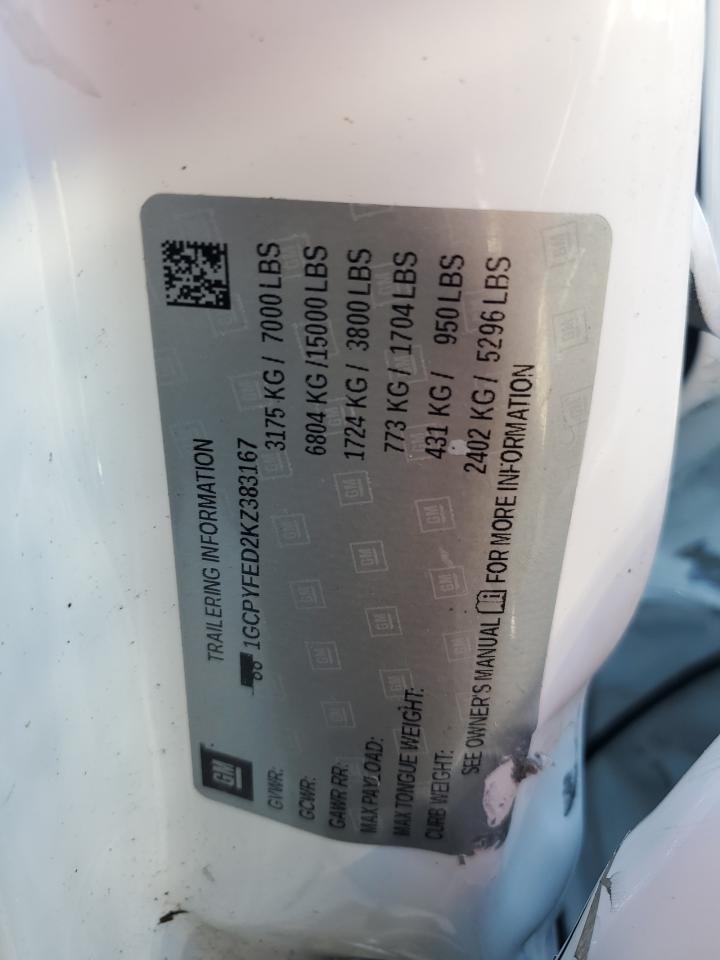 GM
TRAILERING INFORMATION
1GCPYFED2KZ383167
GVWR: 3175 KG / 7000 LBS
GCWR: 6804 KG /15000 LBS
GAWR RR: 1724 KG / 3800 LBS
MAX PAYLOAD: 773 KG / 1704 LBS
MAX TONGUE WEIGHT: 431 KG / 950 LBS
CURB WEIGHT: 2402 KG / 5296 LBS
SEE OWNER'S MANUAL FOR MORE INFORMATION